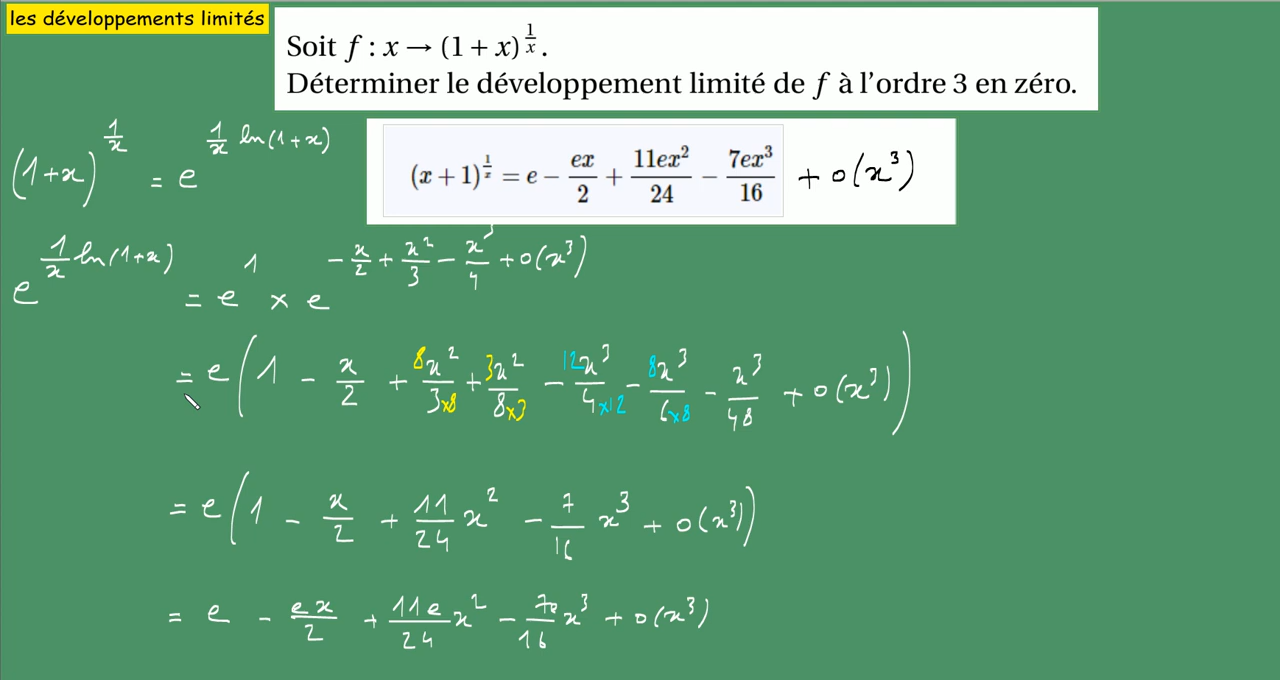 les développements limités
Soit f : x → (1 + x)^{1/x}.
Déterminer le développement limité de f à l'ordre 3 en zéro.
(1+x)^{1/x} = e^{1/x ln(1+x)}
(x + 1)^{1/x} = e − ex/2 + 11ex²/24 − 7ex³/16 + o(x³)
e^{1/x ln(1+x)} = e^1 × e^{−x/2 + x²/3 − x³/4 + o(x³)}
= e(1 − x/2 + 8x²/3×8 + 3x²/8×3 − 12x³/4×12 − 8x³/6×8 − x³/48 + o(x³))
= e(1 − x/2 + 11/24 x² − 7/16 x³ + o(x³))
= e − ex/2 + 11e/24 x² − 7e/16 x³ + o(x³)